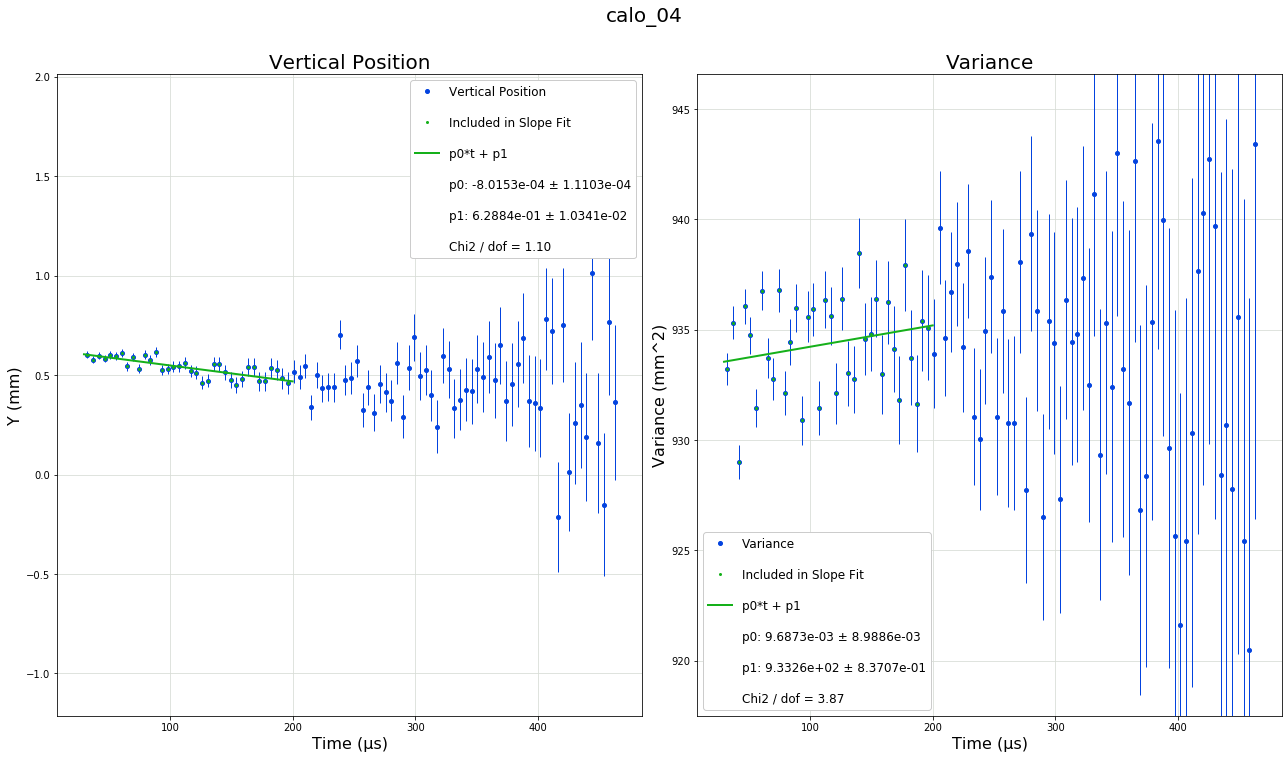 calo_04
Vertical Position
Vertical Position
Included in Slope Fit
p0*t + p1
p0: -8.0153e-04 ± 1.1103e-04
p1: 6.2884e-01 ± 1.0341e-02
Chi2 / dof = 1.10
2.0
1.5
1.0
0.5
0.0
−0.5
−1.0
Y (mm)
100 200 300 400
Time (µs)
Variance
945
940
935
930
925
920
Variance (mm^2)
Variance
Included in Slope Fit
p0*t + p1
p0: 9.6873e-03 ± 8.9886e-03
p1: 9.3326e+02 ± 8.3707e-01
Chi2 / dof = 3.87
100 200 300 400
Time (µs)